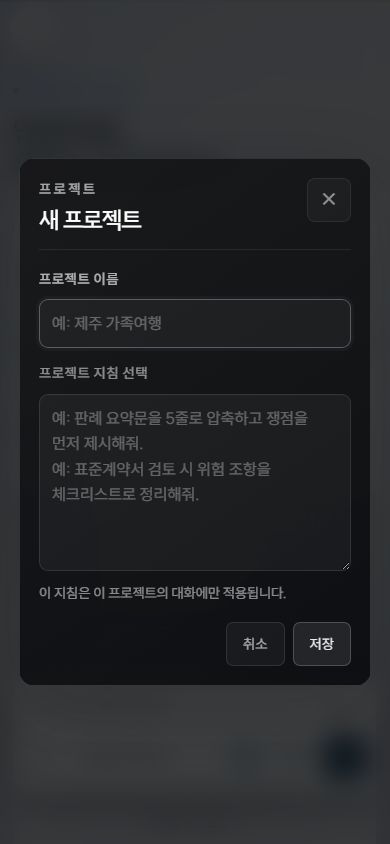 프로젝트
새 프로젝트
프로젝트 이름
예: 제주 가족여행
프로젝트 지침 선택
예: 판례 요약문을 5줄로 압축하고 쟁점을
먼저 제시해줘.
예: 표준계약서 검토 시 위험 조항을
체크리스트로 정리해줘.
이 지침은 이 프로젝트의 대화에만 적용됩니다.
취소
저장